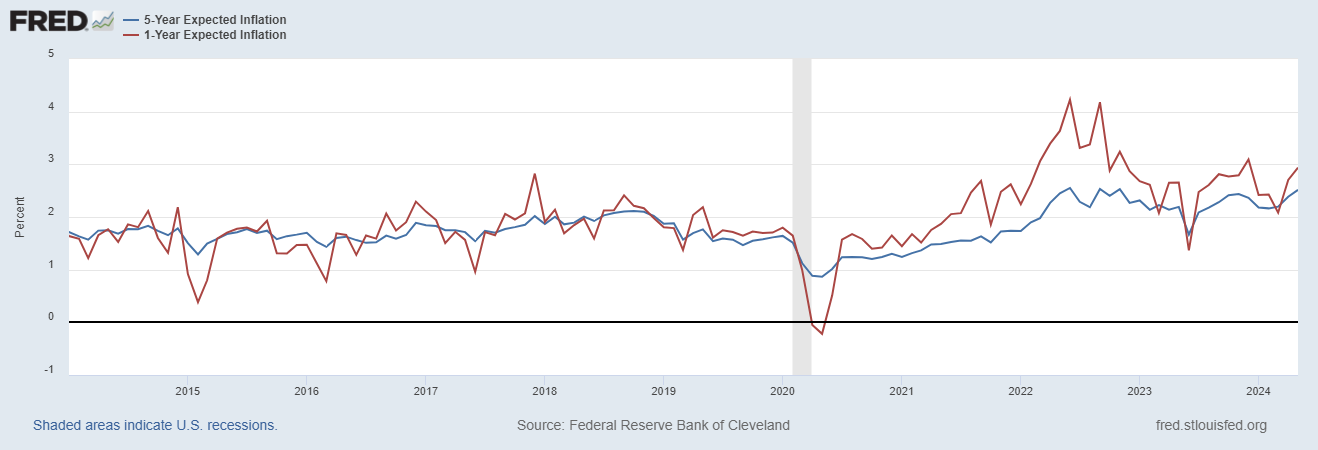 FRED
5-Year Expected Inflation
1-Year Expected Inflation
Percent
5
4
3
2
1
0
-1
2015 2016 2017 2018 2019 2020 2021 2022 2023 2024
Shaded areas indicate U.S. recessions. Source: Federal Reserve Bank of Cleveland fred.stlouisfed.org